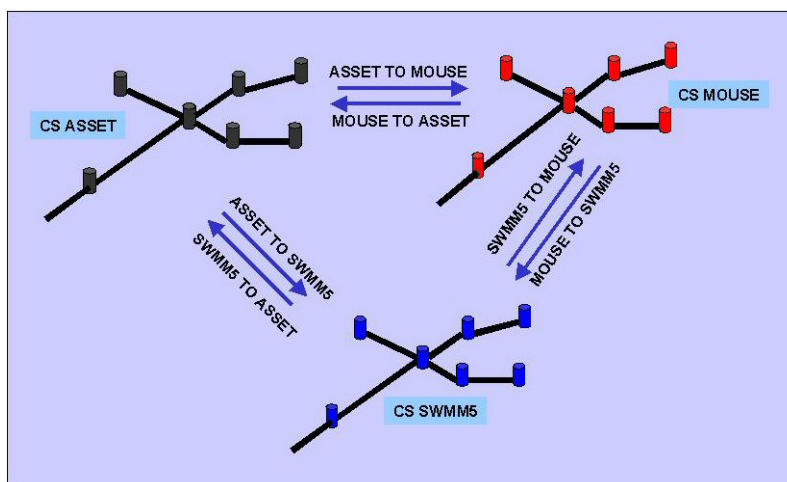 ASSET TO MOUSE
MOUSE TO ASSET
CS ASSET
CS MOUSE
SWMM5 TO MOUSE
MOUSE TO SWMM5
ASSET TO SWMM5
SWMM5 TO ASSET
CS SWMM5